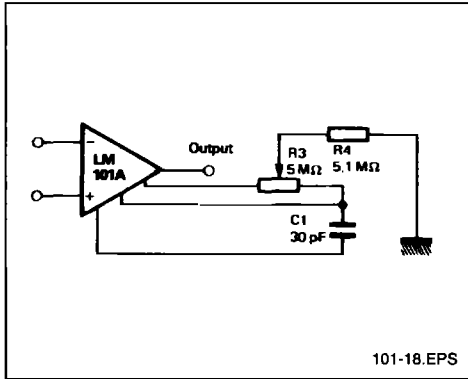 −
LM
101A
+
Output
R3
5 MΩ
R4
5.1 MΩ
C1
30 pF
101-18.EPS